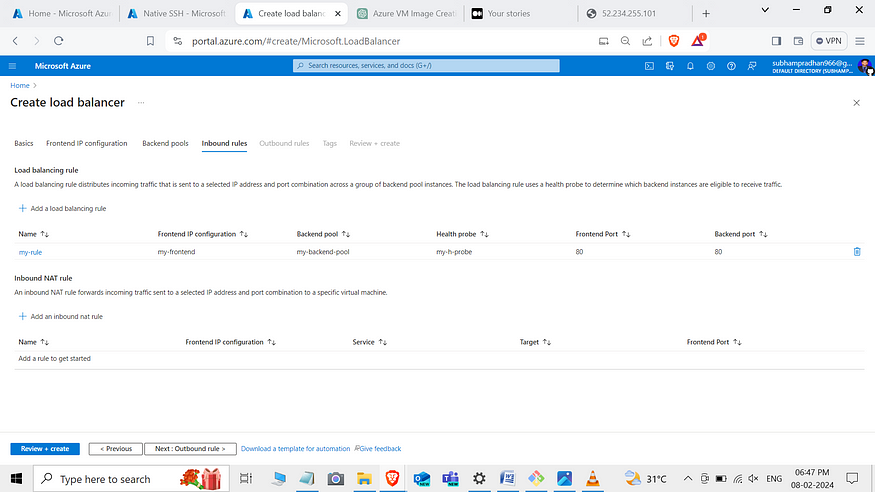 Home - Microsoft Azu
Native SSH - Microsoft
Create load balanc
Azure VM Image Creat
Your stories
52.234.255.101
portal.azure.com/#create/Microsoft.LoadBalancer
VPN
Microsoft Azure
Search resources, services, and docs (G+/)
subhampradhan966@g...
DEFAULT DIRECTORY (SUBHAMP...
Home >
Create load balancer ...
Basics Frontend IP configuration Backend pools Inbound rules Outbound rules Tags Review + create
Load balancing rule
A load balancing rule distributes incoming traffic that is sent to a selected IP address and port combination across a group of backend pool instances. The load balancing rule uses a health probe to determine which backend instances are eligible to receive traffic.
+ Add a load balancing rule
Name ↑↓ Frontend IP configuration ↑↓ Backend pool ↑↓ Health probe ↑↓ Frontend Port ↑↓ Backend port ↑↓
my-rule my-frontend my-backend-pool my-h-probe 80 80
Inbound NAT rule
An inbound NAT rule forwards incoming traffic sent to a selected IP address and port combination to a specific virtual machine.
+ Add an inbound nat rule
Name ↑↓ Frontend IP configuration ↑↓ Service ↑↓ Target ↑↓ Frontend Port ↑↓
Add a rule to get started
Review + create < Previous Next : Outbound rule > Download a template for automation Give feedback
Type here to search
31°C
ENG
06:47 PM
08-02-2024